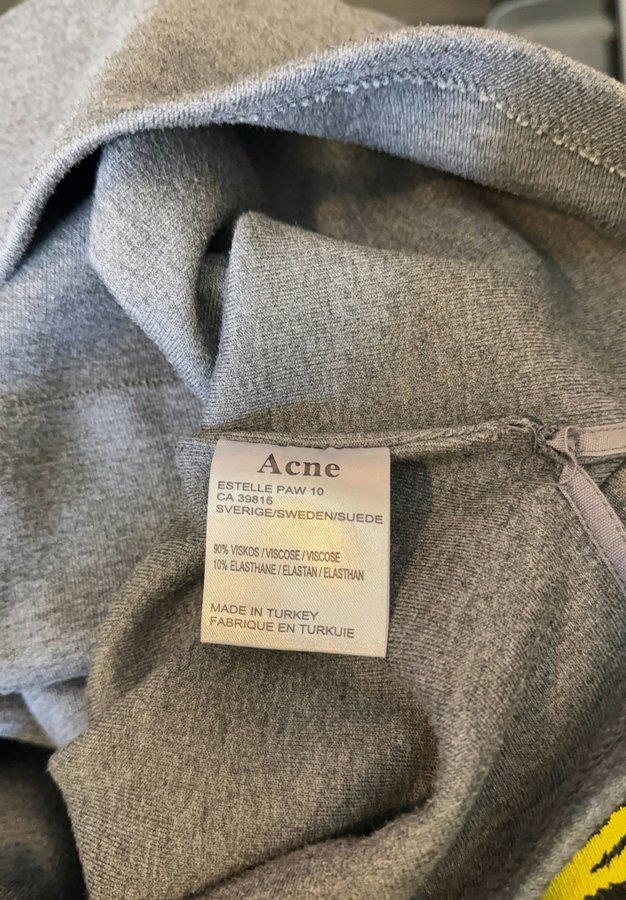 Acne
ESTELLE PAW 10
CA 39815
SVERIGE/SWEDEN/SUEDE
90% VISKOS / VISCOSE / VISCOSE
10% ELASTHANE / ELASTAN / ELASTHAN
MADE IN TURKEY
FABRIQUE EN TURKUIE